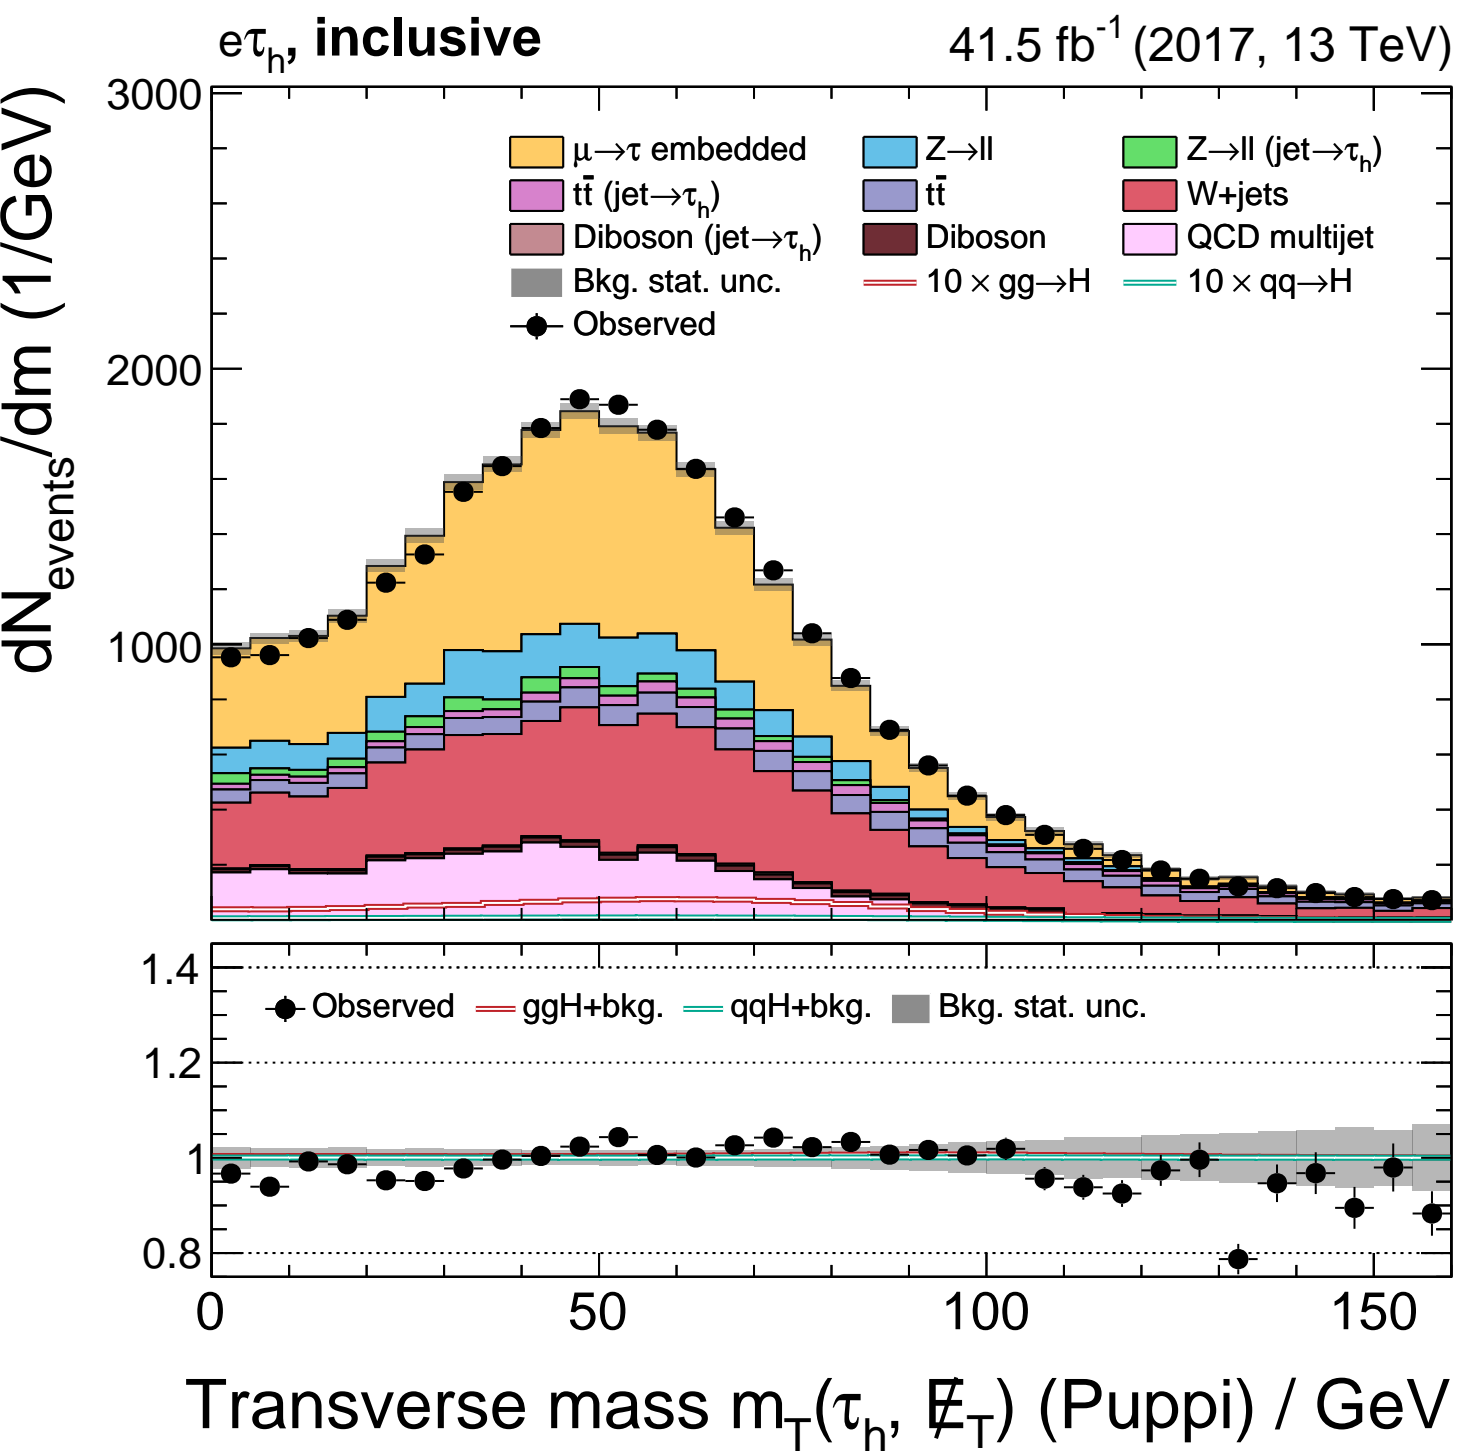 eτh, inclusive 41.5 fb-1 (2017, 13 TeV)
dNevents/dm (1/GeV)
3000
2000
1000
μ→τ embedded Z→ll Z→ll (jet→τh)
tt̄ (jet→τh) tt̄ W+jets
Diboson (jet→τh) Diboson QCD multijet
Bkg. stat. unc. 10 × gg→H 10 × qq→H
Observed
1.4
1.2
1
0.8
Observed ggH+bkg. qqH+bkg. Bkg. stat. unc.
0 50 100 150
Transverse mass mT(τh, E̸T) (Puppi) / GeV